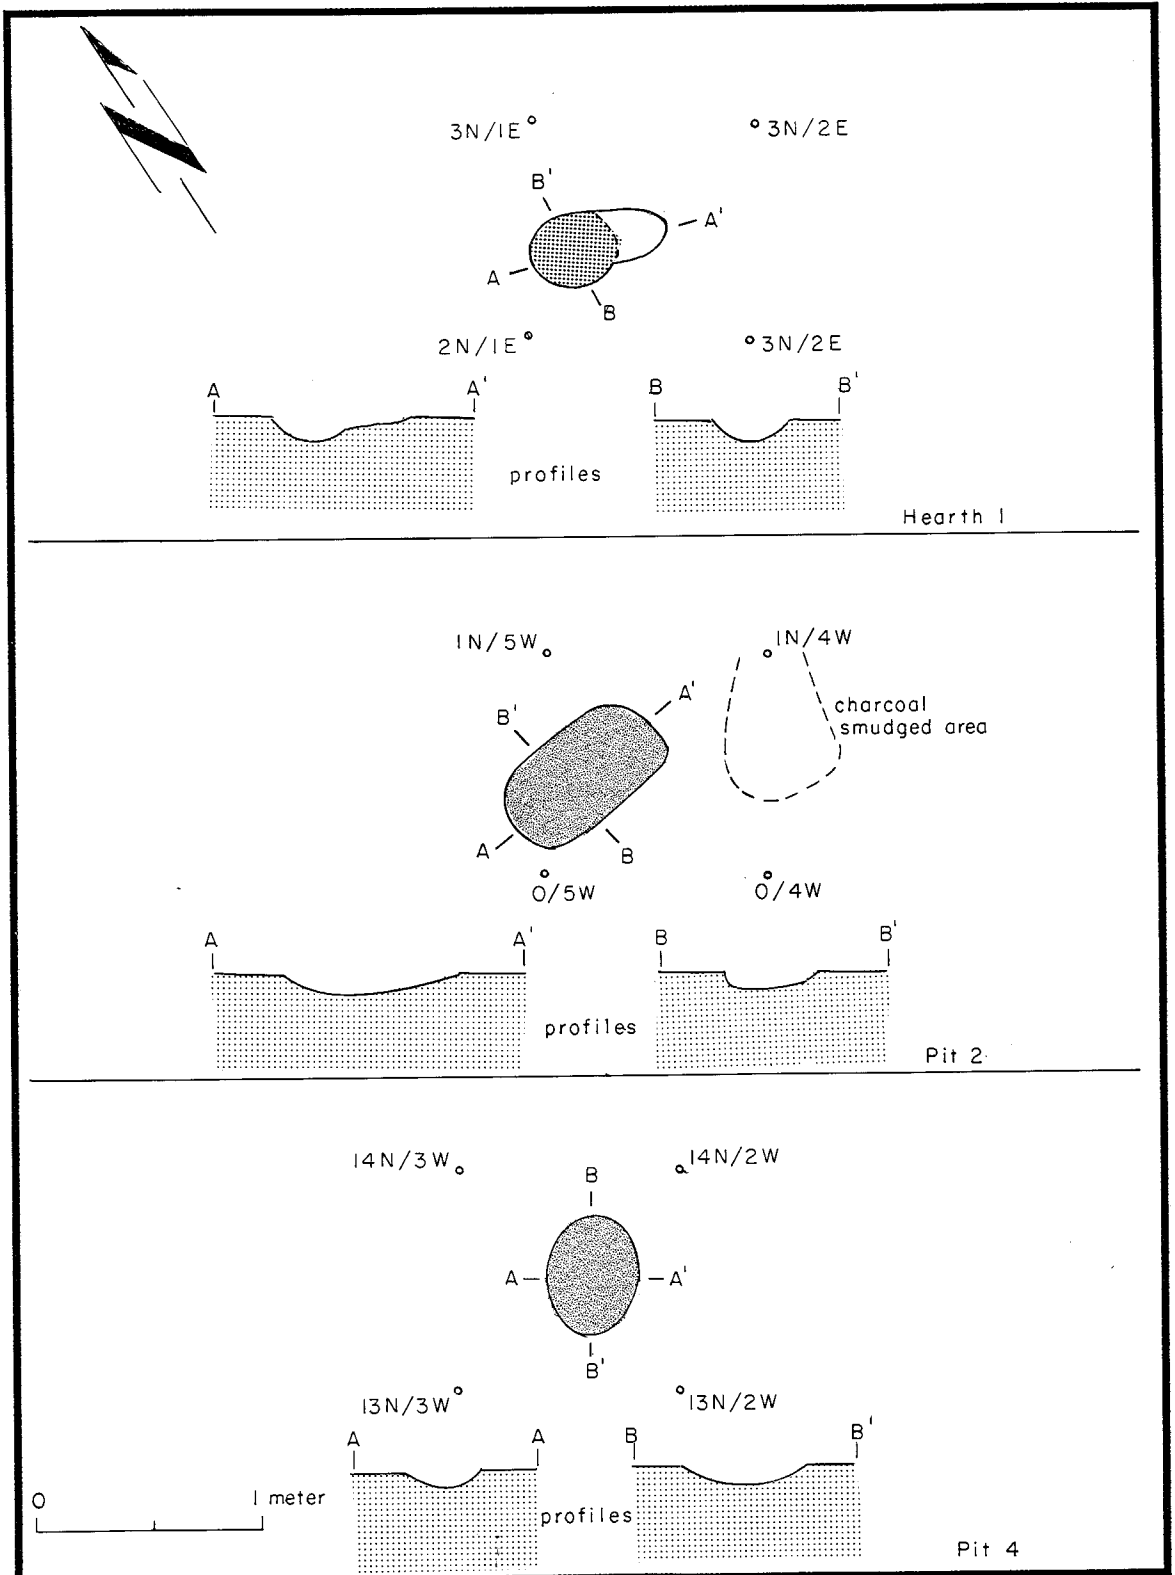 3N/1E
3N/2E
B'
A'
A
B
2N/1E
3N/2E
A
A'
B
B'
profiles
Hearth 1
1N/5W
1N/4W
A'
B'
charcoal
smudged area
A
B
0/5W
0/4W
A
A'
B
B'
profiles
Pit 2
14N/3W
14N/2W
B
A
A'
B'
13N/3W
13N/2W
A
A
B
B'
0
1 meter
profiles
Pit 4